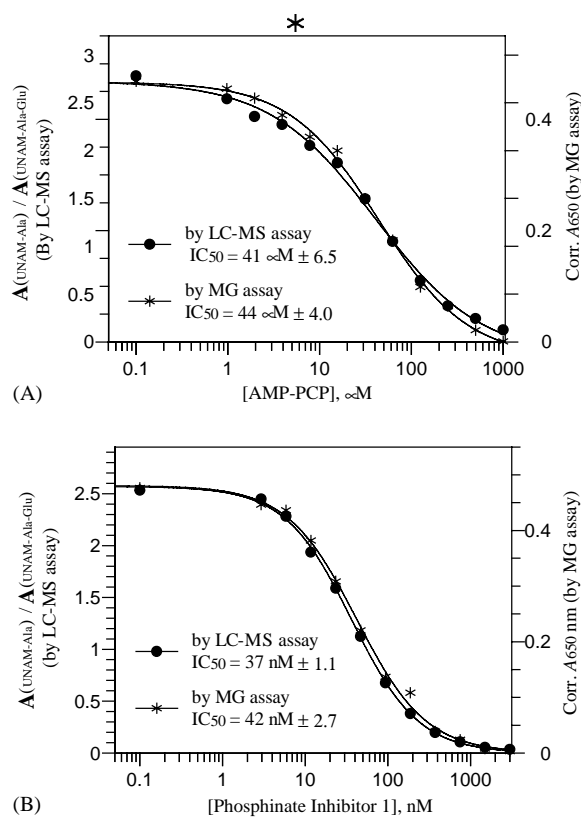 *
A(UNAM-Ala) / A(UNAM-Ala-Glu)
(By LC-MS assay)
3
2.5
2
1.5
1
0.5
0
by LC-MS assay
IC50 = 41 ∝M ± 6.5
by MG assay
IC50 = 44 ∝M ± 4.0
0.4
0.2
0
Corr. A650 (by MG assay)
0.1
1
10
100
1000
[AMP-PCP], ∝M
(A)
A(UNAM-Ala) / A(UNAM-Ala-Glu)
(by LC-MS assay)
2.5
2
1.5
1
0.5
0
by LC-MS assay
IC50 = 37 nM ± 1.1
by MG assay
IC50 = 42 nM ± 2.7
0.4
0.2
0
Corr. A650 nm (by MG assay)
0.1
1
10
100
1000
[Phosphinate Inhibitor 1], nM
(B)